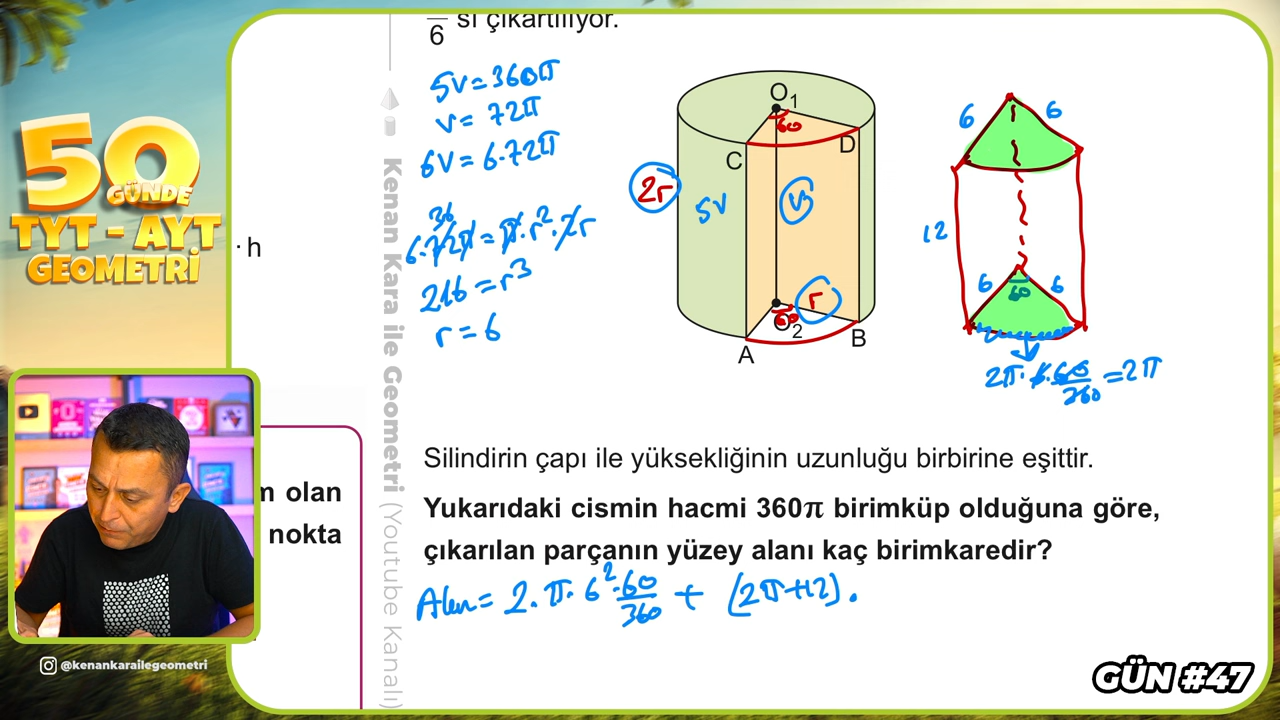 50
GÜNDE
TYT - AYT
GEOMETRİ
· h
m olan
nokta
@kenankarailegeometri
Kenan Kara ile Geometri (Youtube Kanalı)
6 sı çıkartılıyor.
5V = 360π
V = 72π
6V = 6.72π
36
6.72π = π.r².2r
216 = r³
r = 6
O1
60
C
D
2r
5V
V
r
60
O2
A
B
6
6
12
6
6
60
2π.6.60/360 = 2π
Silindirin çapı ile yüksekliğinin uzunluğu birbirine eşittir.
Yukarıdaki cismin hacmi 360π birimküp olduğuna göre,
çıkarılan parçanın yüzey alanı kaç birimkaredir?
Alan = 2.π.6².60/360 + (2π+12).
GÜN #47